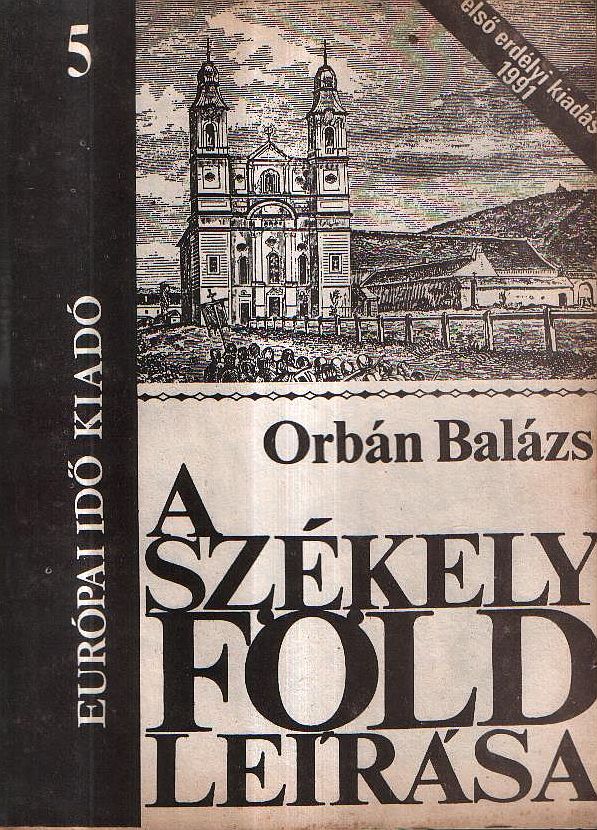 5
EURÓPAI IDŐ KIADÓ
első erdélyi kiadás
1991
Orbán Balázs
A
SZÉKELY
FÖLD
LEÍRÁSA